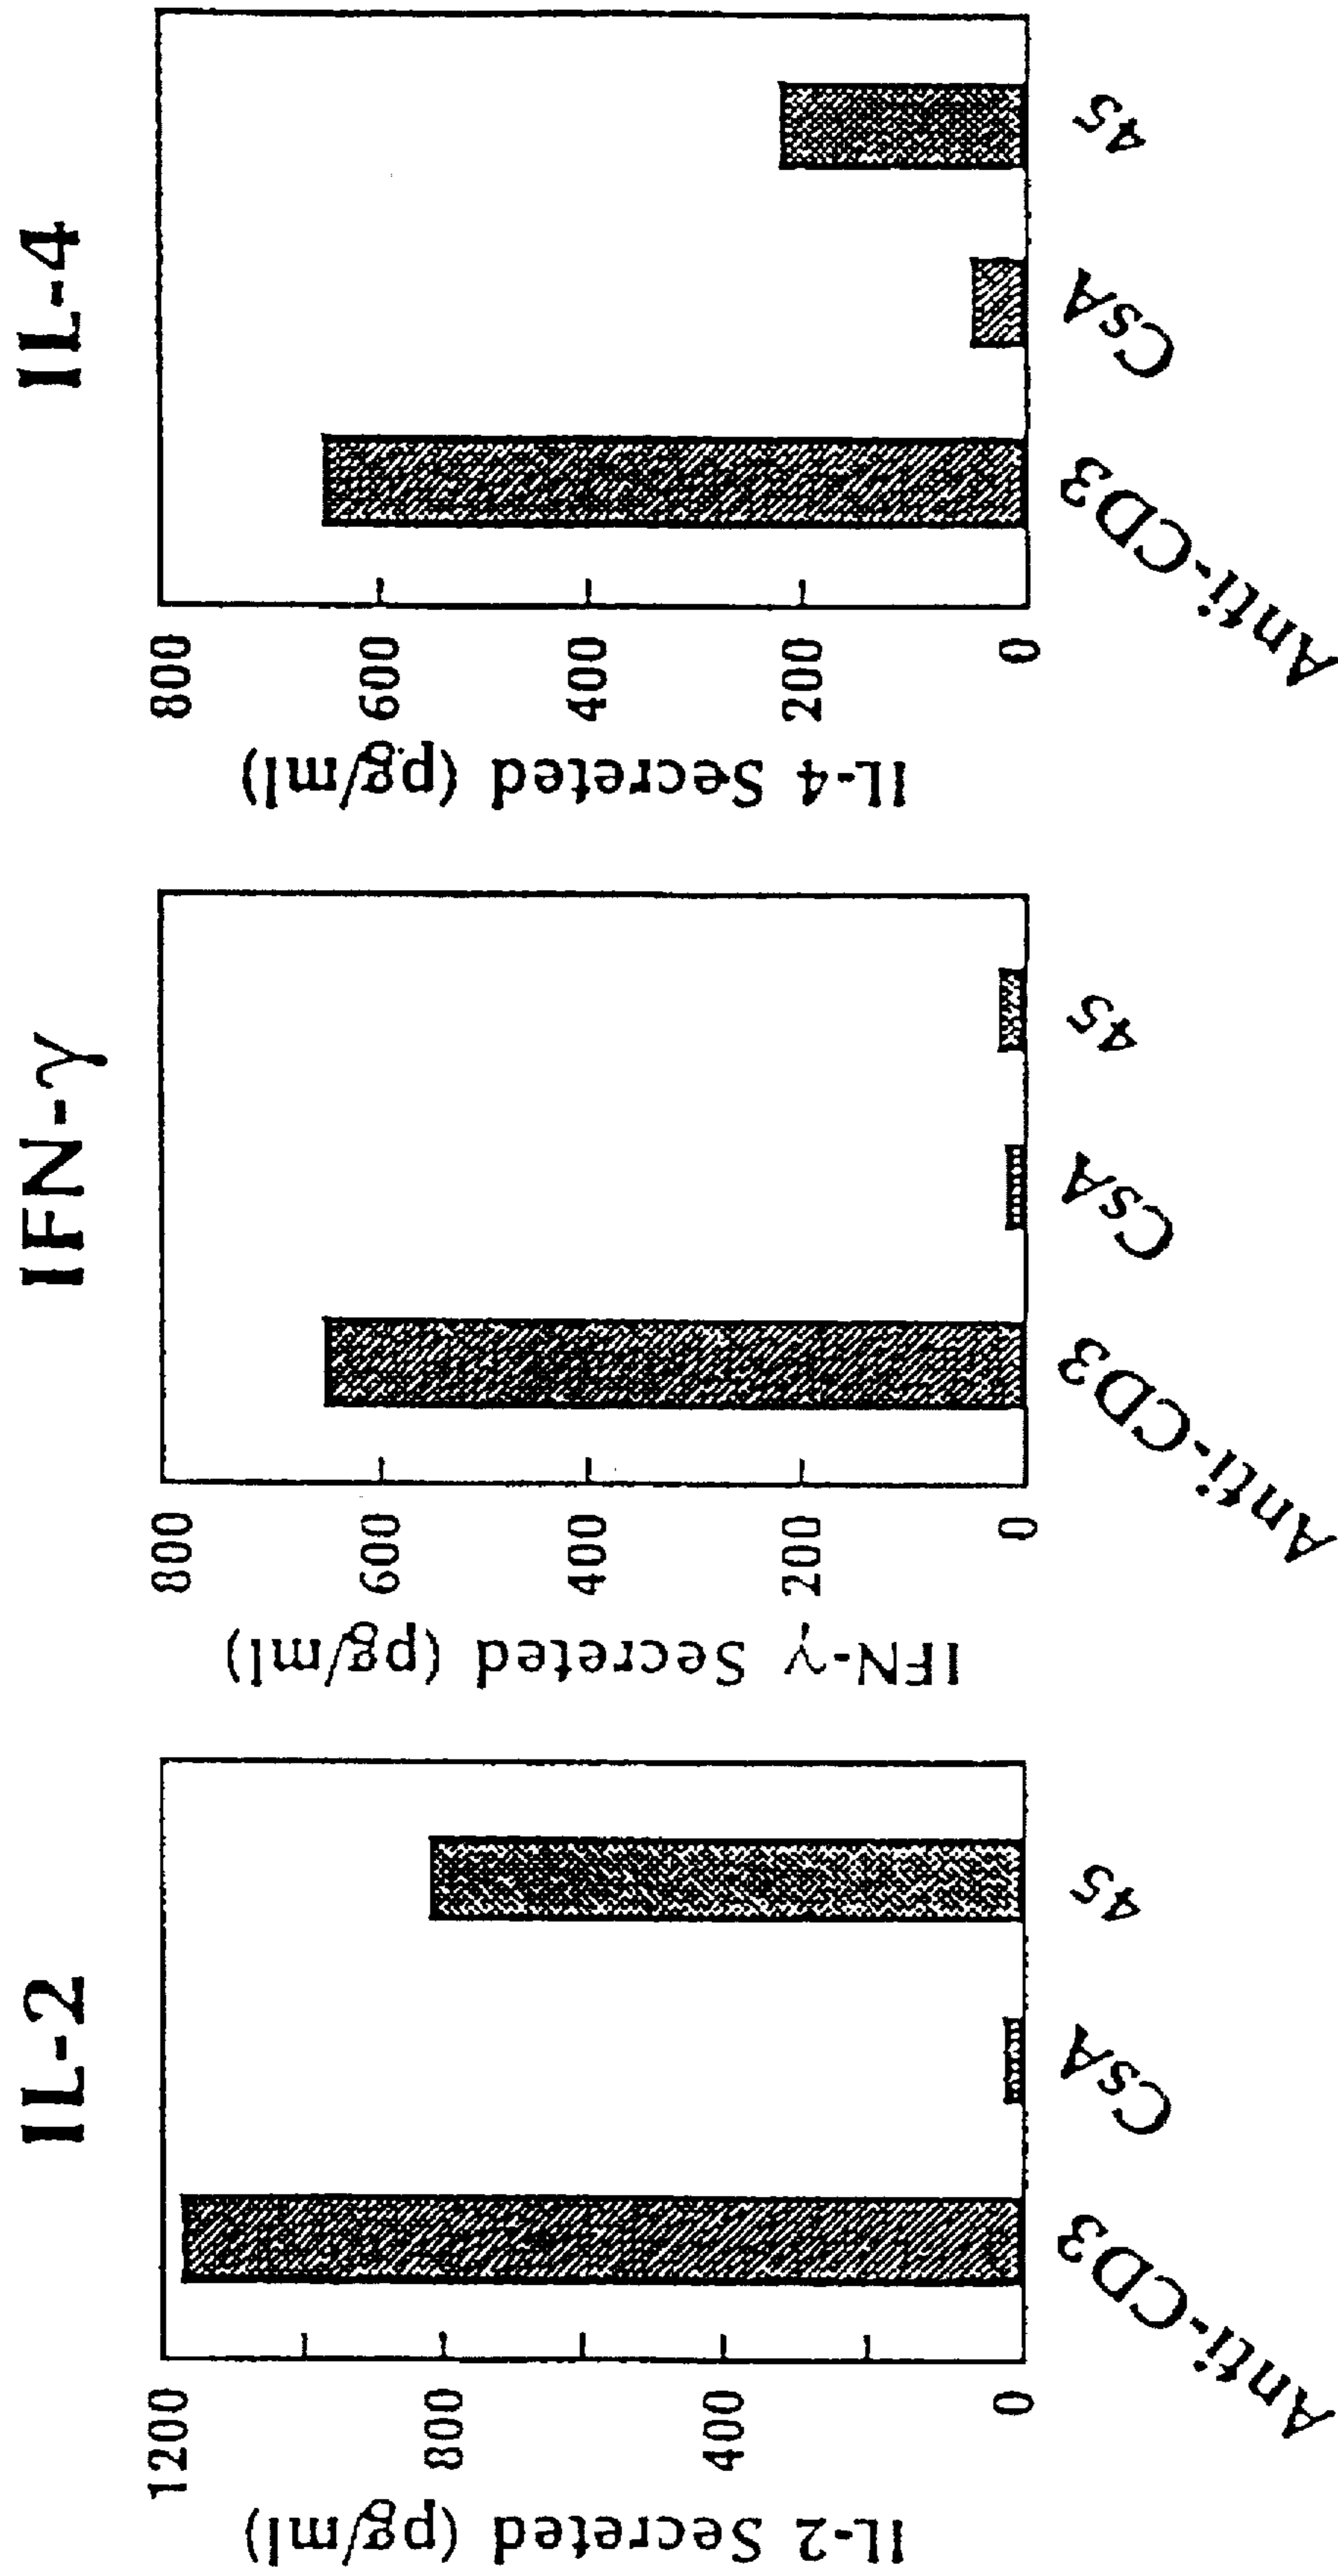 IL-2
IL-2 Secreted (pg/ml)
1200
800
400
0
Anti-CD3
CsA
45
IFN-γ
IFN-γ Secreted (pg/ml)
800
600
400
200
0
Anti-CD3
CsA
45
IL-4
IL-4 Secreted (pg/ml)
800
600
400
200
0
Anti-CD3
CsA
45